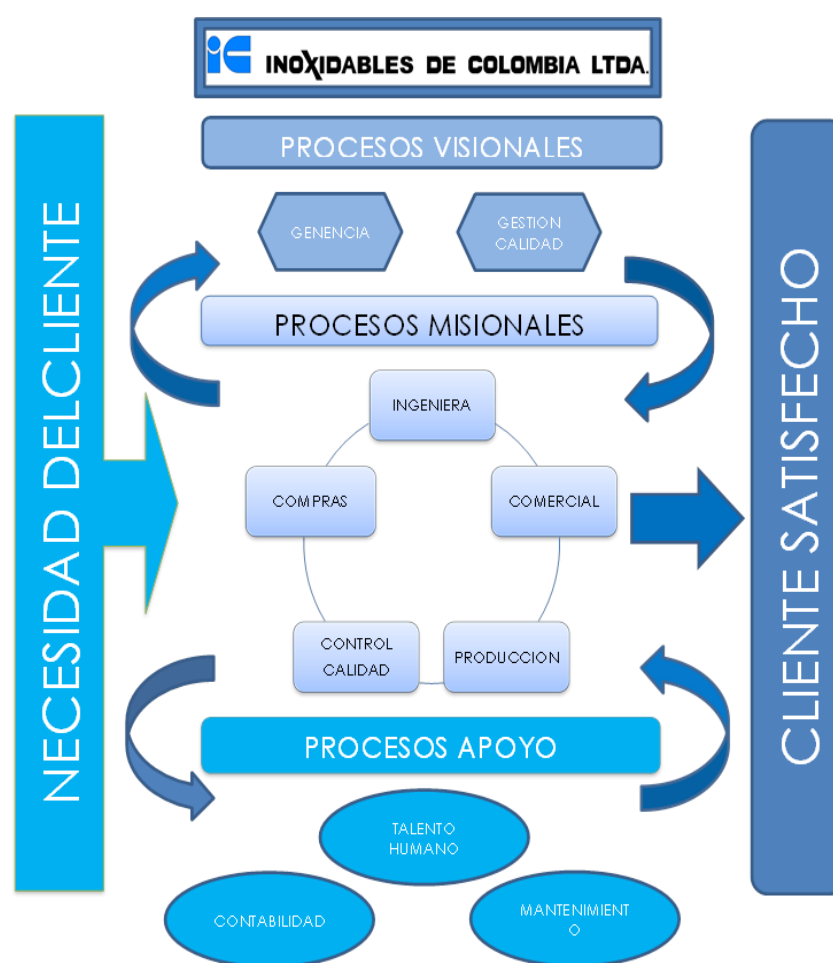 iC INOXIDABLES DE COLOMBIA LTDA.
PROCESOS VISIONALES
GENENCIA
GESTION
CALIDAD
PROCESOS MISIONALES
INGENIERA
COMPRAS
COMERCIAL
CONTROL
CALIDAD
PRODUCCION
PROCESOS APOYO
TALENTO
HUMANO
CONTABILIDAD
MANTENIMIENT
O
NECESIDAD DELCLIENTE
CLIENTE SATISFECHO